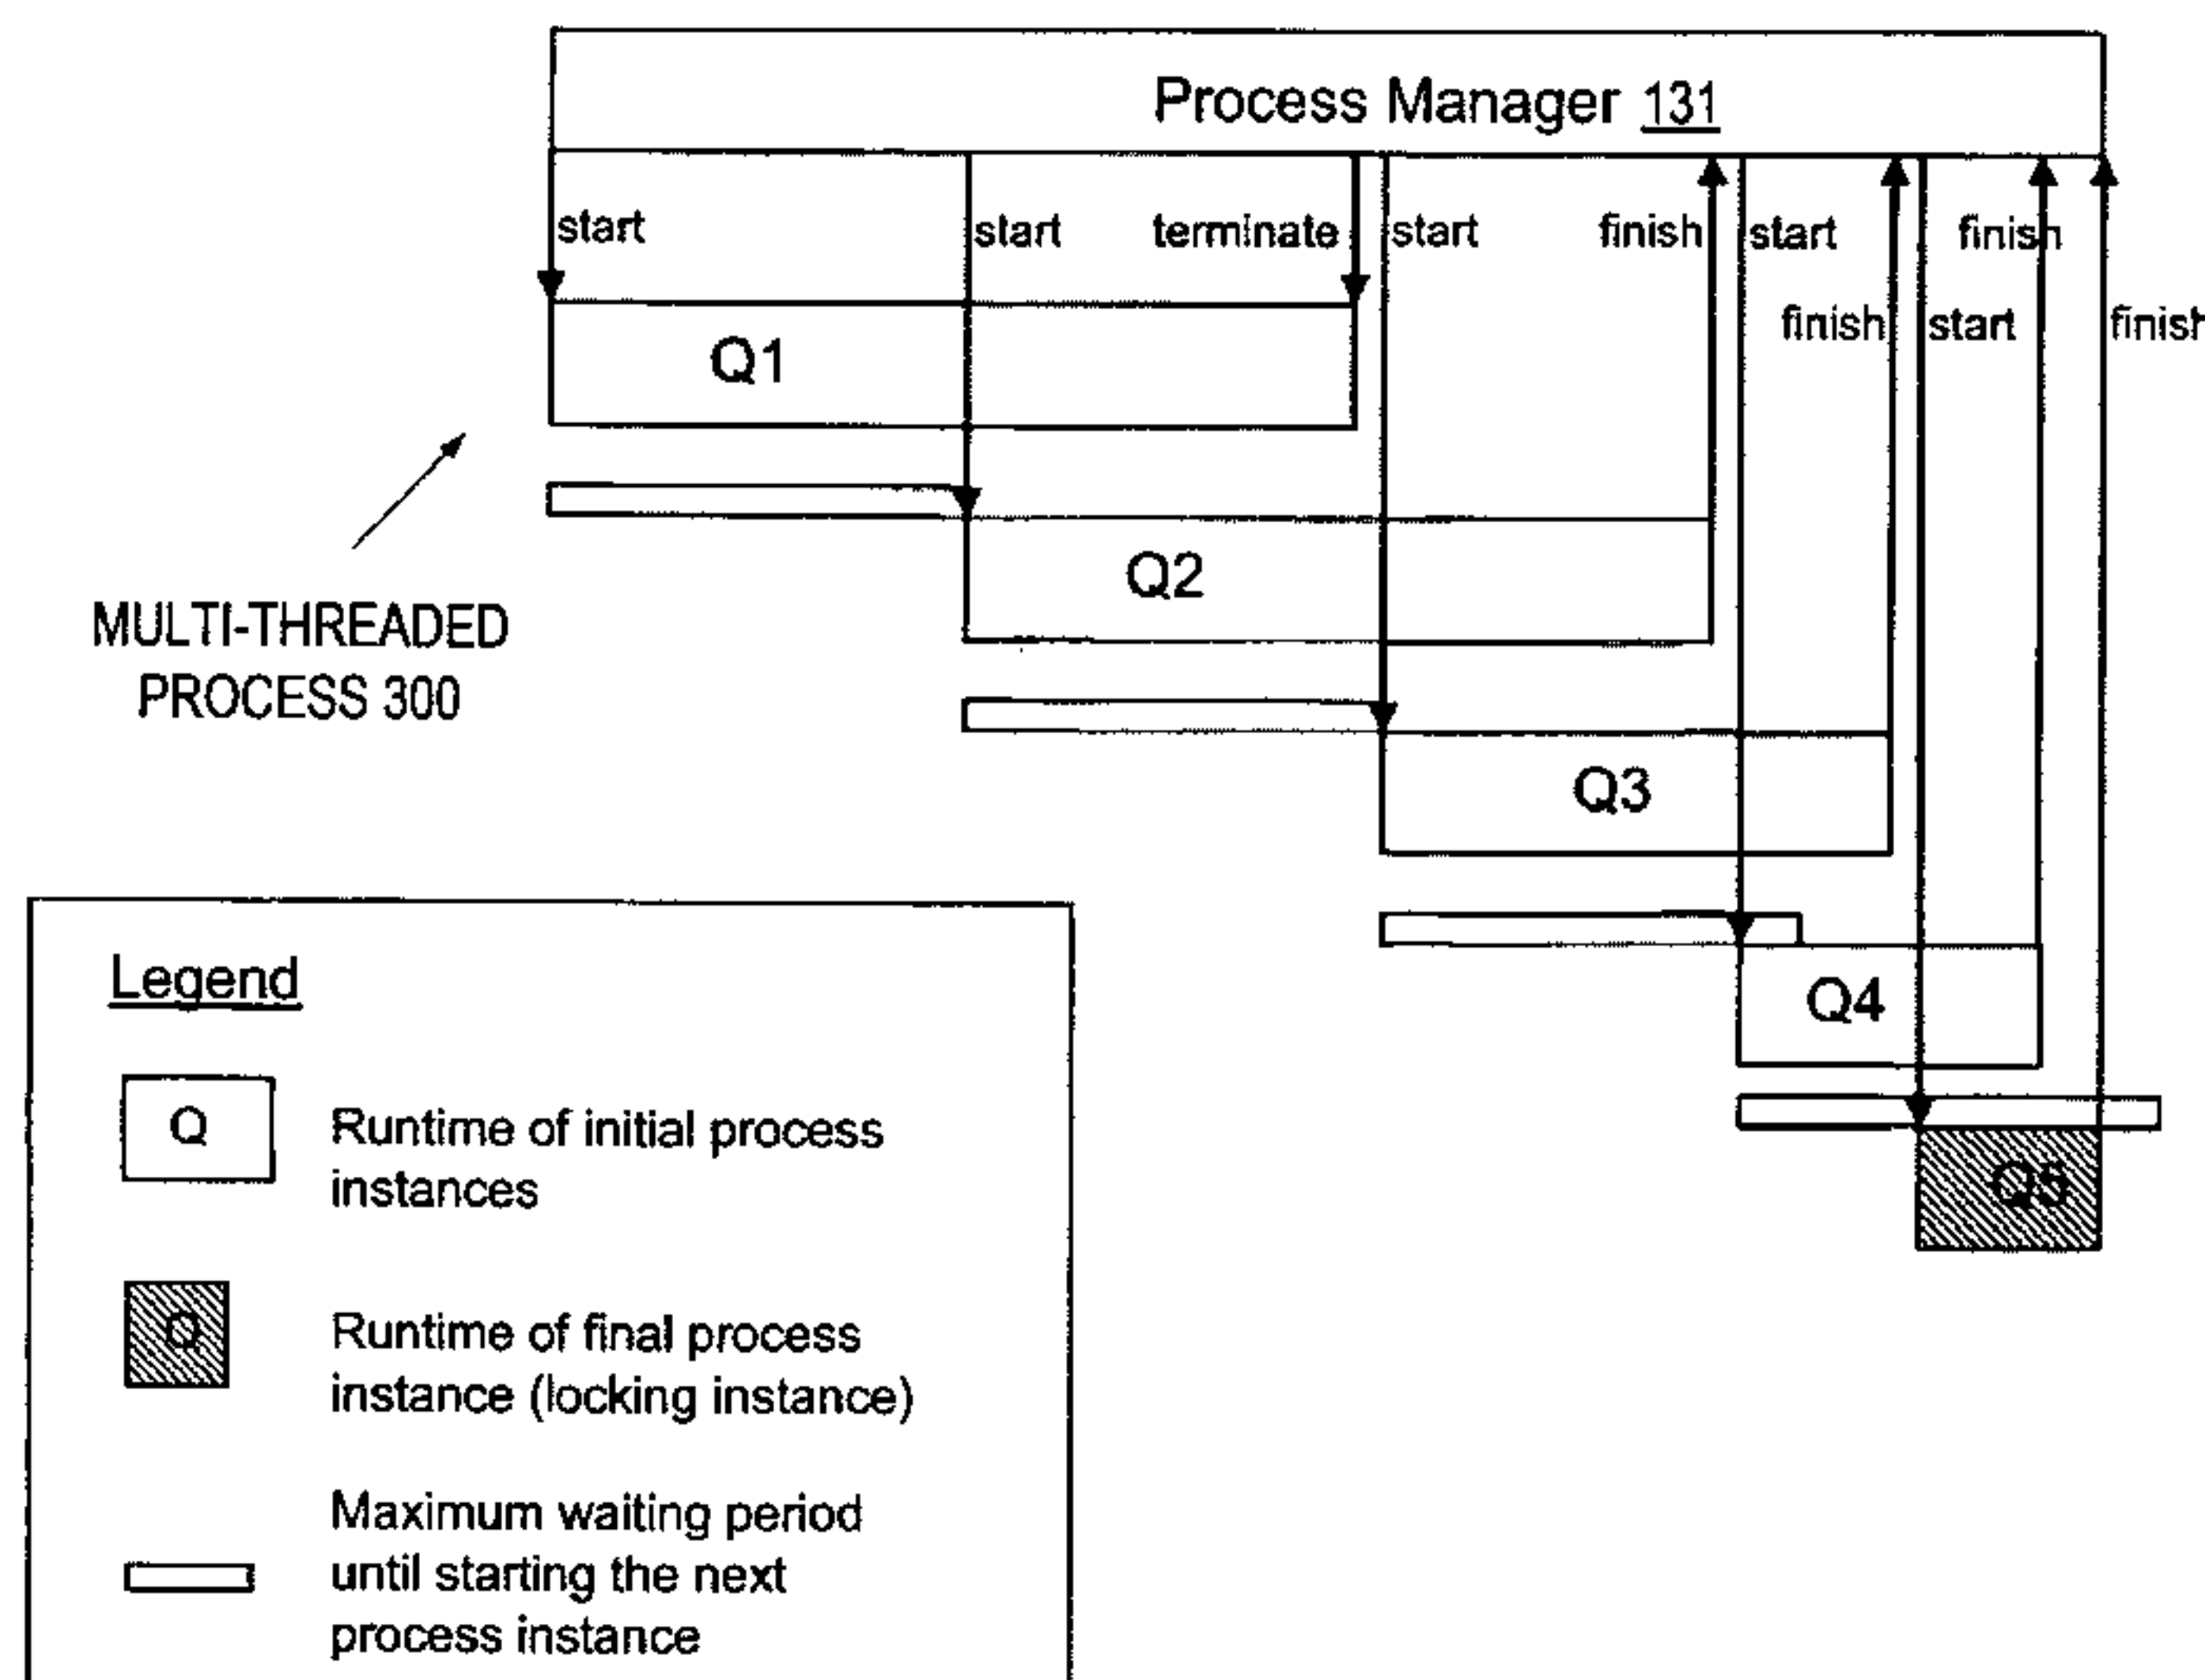 Process Manager 131
start
start
terminate
start
finish
start
finish
finish
start
finish
Q1
Q2
MULTI-THREADED
PROCESS 300
Q3
Q4
Q5
Legend
Q
Runtime of initial process
instances
Q
Runtime of final process
instance (locking instance)
Maximum waiting period
until starting the next
process instance